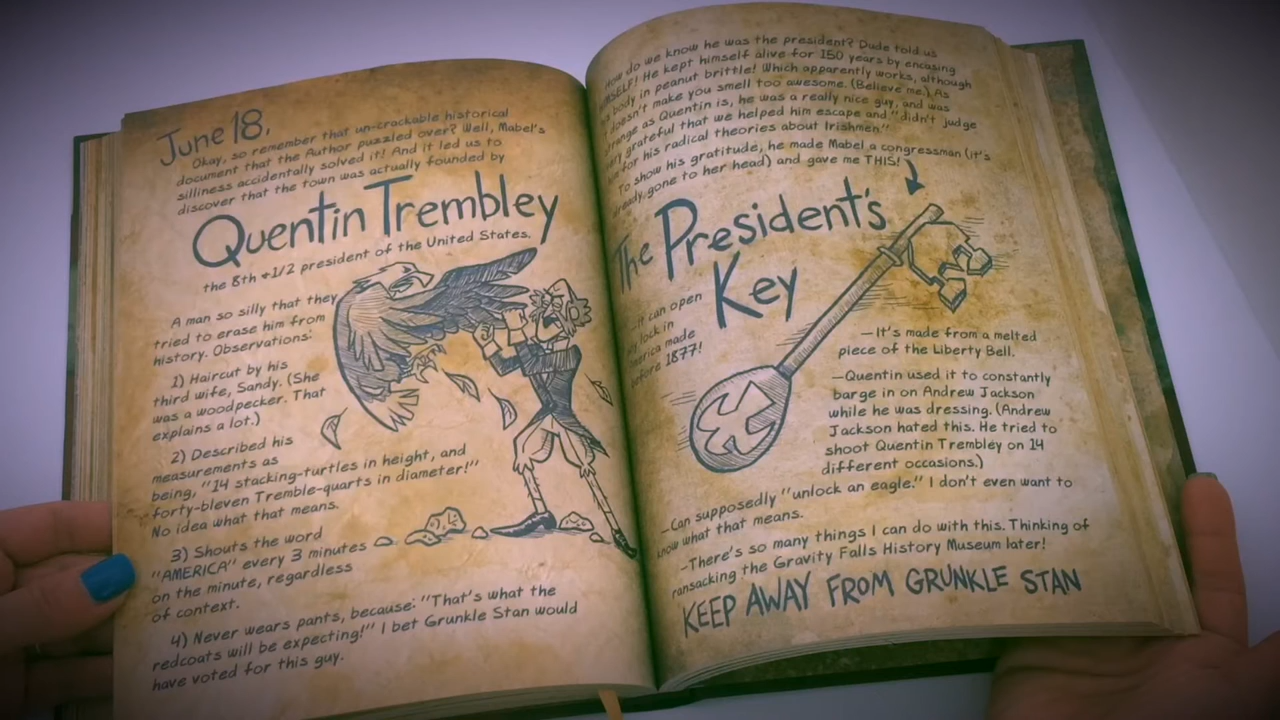 June 18,
Okay, so remember that un-crackable historical
document that the Author puzzled over? Well, Mabel's
silliness accidentally solved it! And it led us to
discover that the town was actually founded by
Quentin Trembley
the 8th &1/2 president of the United States.
A man so silly that they
tried to erase him from
history. Observations:
1) Haircut by his
third wife, Sandy. (She
was a woodpecker. That
explains a lot.)
2) Described his
measurements as
being, "14 stacking-turtles in height, and
forty-bleven Tremble-quarts in diameter!"
No idea what that means.
3) Shouts the word
"AMERICA" every 3 minutes
on the minute, regardless
of context.
4) Never wears pants, because: "That's what the
redcoats will be expecting!" I bet Grunkle Stan would
have voted for this guy.
How do we know he was the president? Dude told us
HIMSELF! He kept himself alive for 150 years by encasing
his body in peanut brittle! Which apparently works, although
doesn't make you smell too awesome. (Believe me.) As
strange as Quentin is, he was a really nice guy, and was
very grateful that we helped him escape and "didn't judge
him for his radical theories about Irishmen."
To show his gratitude, he made Mabel a congressman (it's
already gone to her head) and gave me THIS!
The President's
Key
—It can open
any lock in
America made
before 1877!
—It's made from a melted
piece of the Liberty Bell.
—Quentin used it to constantly
barge in on Andrew Jackson
while he was dressing. (Andrew
Jackson hated this. He tried to
shoot Quentin Trembley on 14
different occasions.)
—Can supposedly "unlock an eagle." I don't even want to
know what that means.
—There's so many things I can do with this. Thinking of
ransacking the Gravity Falls History Museum later!
KEEP AWAY FROM GRUNKLE STAN